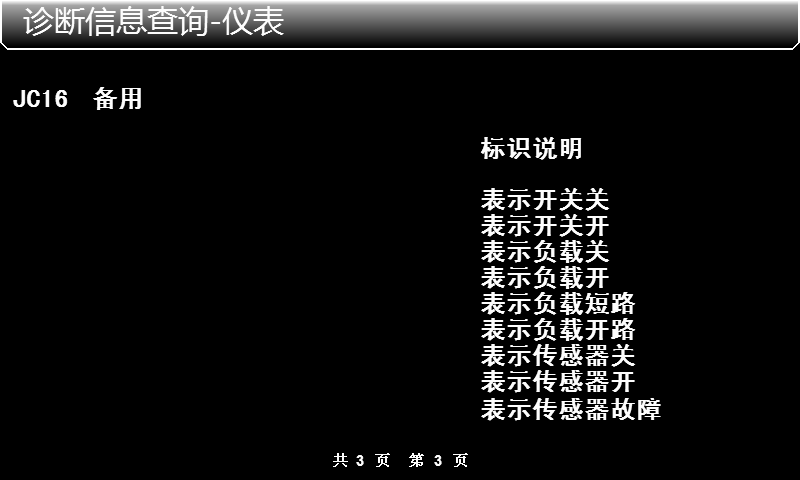 诊断信息查询-仪表
JC16 备用
标识说明
表示开关关
表示开关开
表示负载关
表示负载开
表示负载短路
表示负载开路
表示传感器关
表示传感器开
表示传感器故障
共 3 页 第 3 页